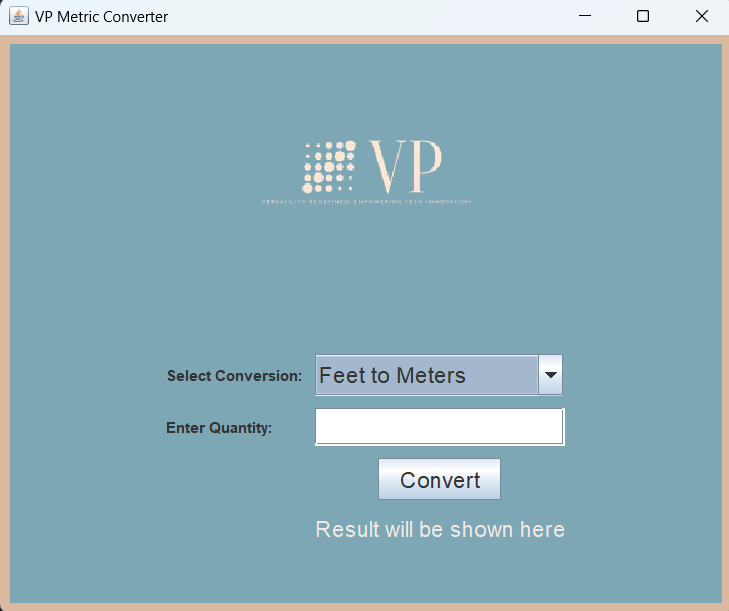 VP Metric Converter
VP
VERSATILITY REDEFINED, EMPOWERING TECH INNOVATION
Select Conversion:
Feet to Meters
Enter Quantity:
Convert
Result will be shown here